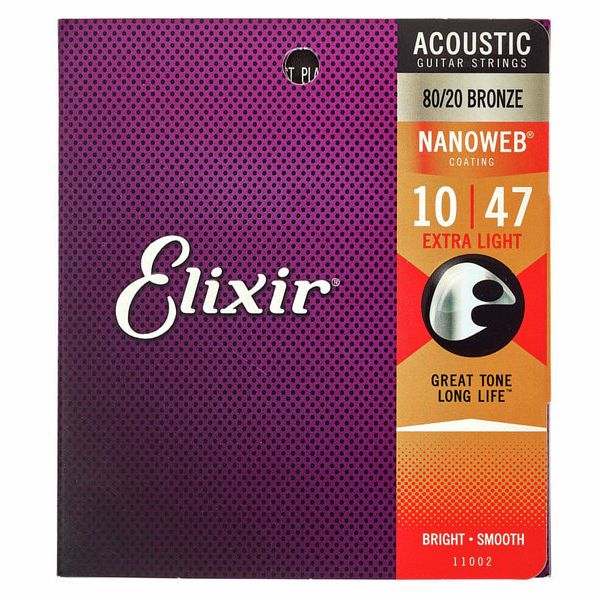 T PLA
ACOUSTIC
GUITAR STRINGS
80/20 BRONZE
NANOWEB®
COATING
10 | 47
EXTRA LIGHT
Elixir®
GREAT TONE
LONG LIFE™
BRIGHT • SMOOTH
11002